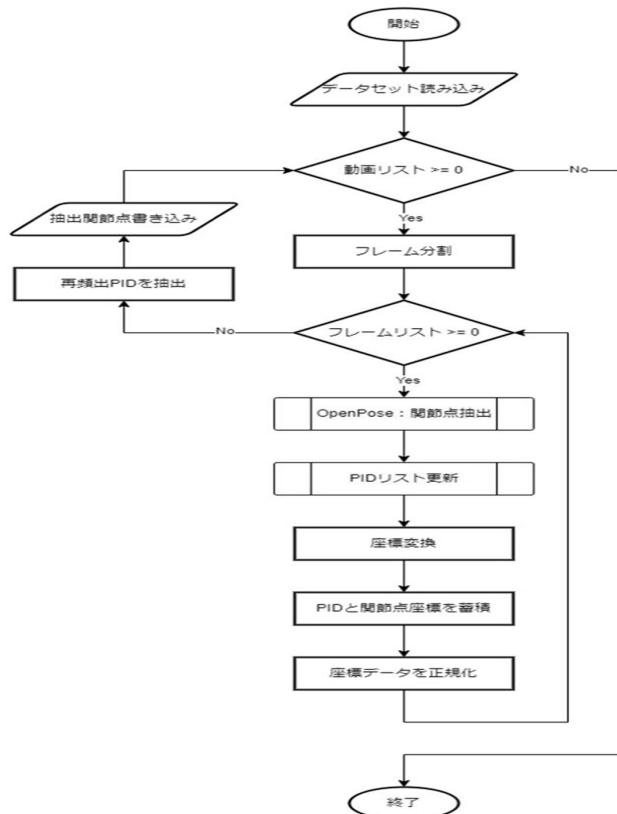 開始
データセット読み込み
動画リスト >= 0
No
Yes
抽出関節点書き込み
フレーム分割
再頻出PIDを抽出
フレームリスト >= 0
No
Yes
OpenPose：関節点抽出
PIDリスト更新
座標変換
PIDと関節点座標を蓄積
座標データを正規化
終了